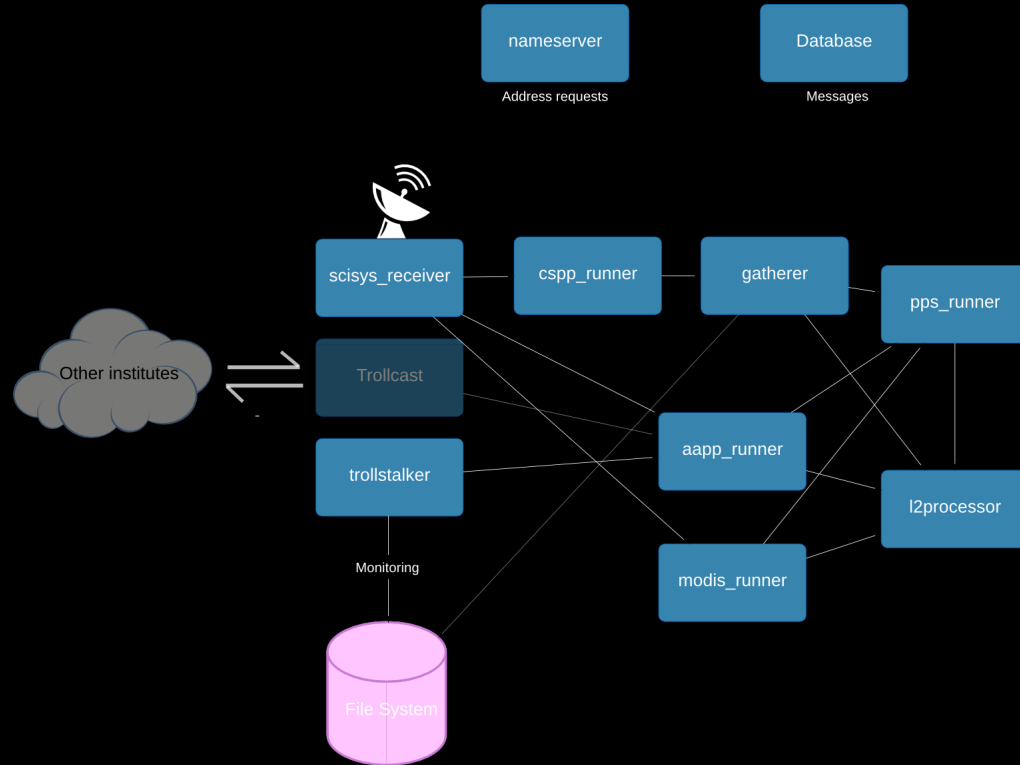 nameserver
Database
Address requests
Messages
scisys_receiver
cspp_runner
gatherer
pps_runner
Other institutes
Trollcast
aapp_runner
trollstalker
l2processor
Monitoring
modis_runner
File System